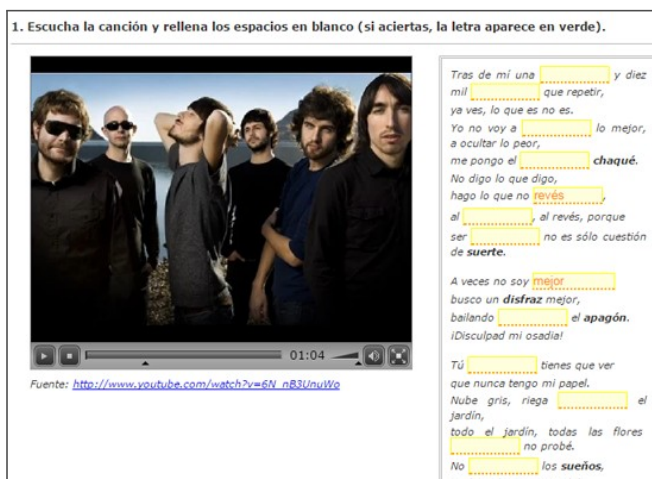 1. Escucha la canción y rellena los espacios en blanco (si aciertas, la letra aparece en verde).
Tras de mí una y diez
mil que repetir,
ya ves, lo que es no es.
Yo no voy a lo mejor,
a ocultar lo peor,
me pongo el chaqué.
No digo lo que digo,
hago lo que no revés,
al , al revés, porque
ser no es sólo cuestión
de suerte.
A veces no soy mejor
busco un disfraz mejor,
bailando el apagón.
¡Disculpad mi osadia!
Tú tienes que ver
que nunca tengo mi papel.
Nube gris, riega el
jardín,
todo el jardín, todas las flores
no probé.
No los sueños,
01:04
Fuente: http://www.youtube.com/watch?v=6N_nB3UnuWo